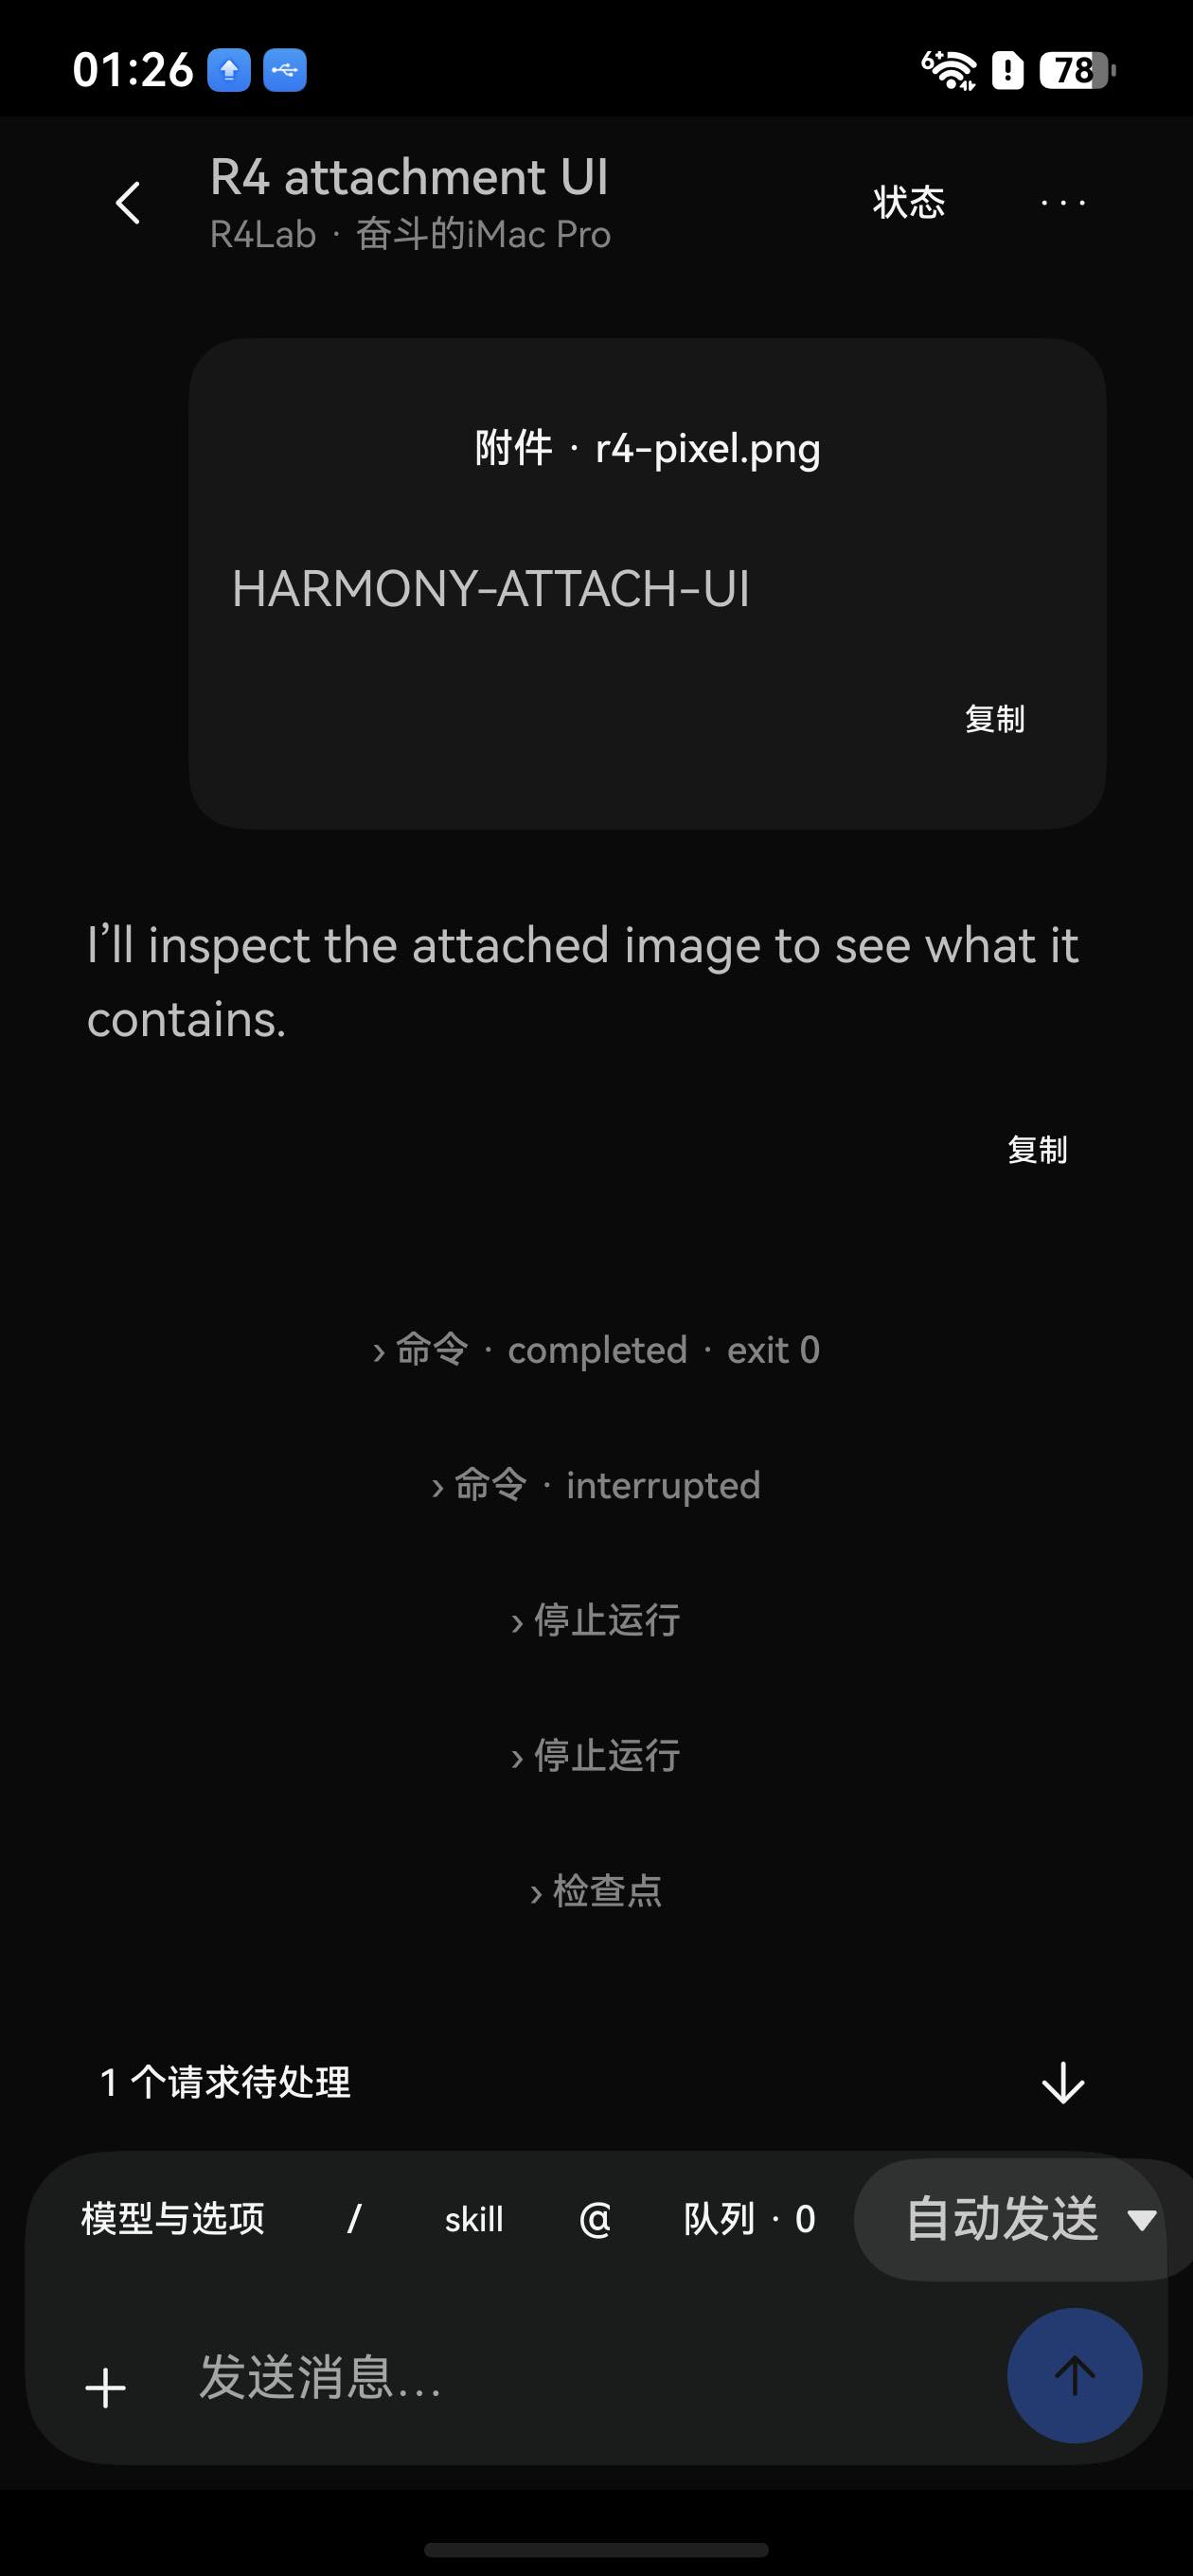 01:26
6+
78
R4 attachment UI
R4Lab · 奋斗的iMac Pro
状态
···
附件 · r4-pixel.png
HARMONY-ATTACH-UI
复制
I’ll inspect the attached image to see what it
contains.
复制
› 命令 · completed · exit 0
› 命令 · interrupted
› 停止运行
› 停止运行
› 检查点
1 个请求待处理
模型与选项 / skill @ 队列 · 0 自动发送
发送消息...